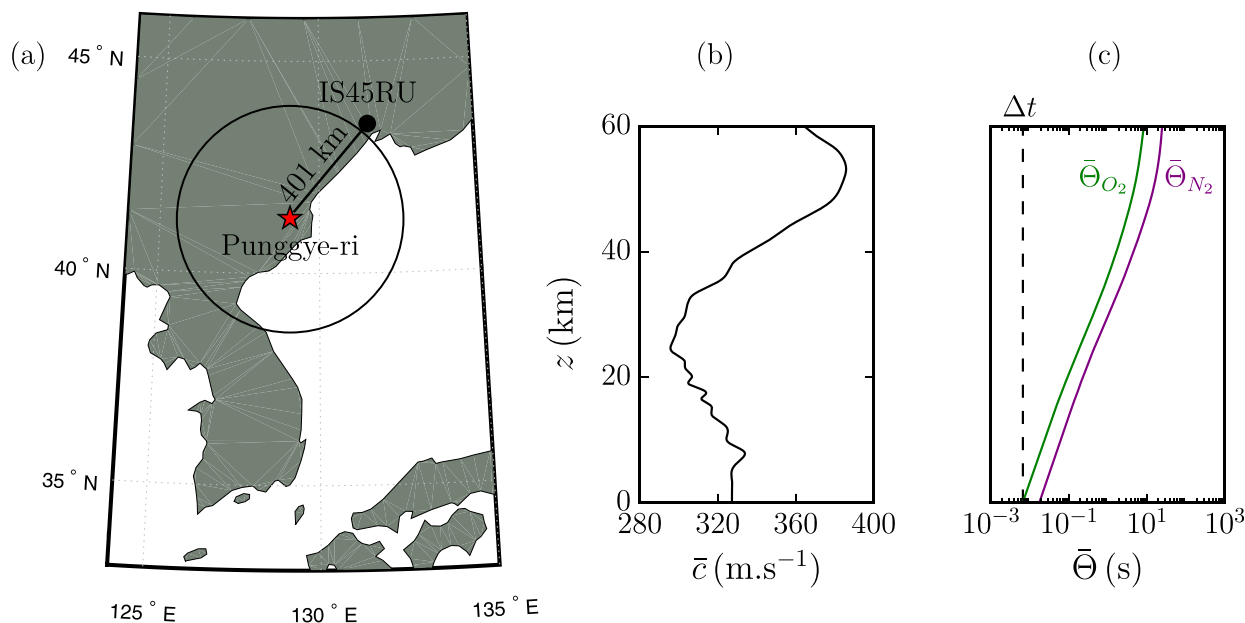 (a)
45 ° N
40 ° N
35 ° N
125 ° E
130 ° E
135 ° E
IS45RU
401 km
Punggye-ri
(b)
60
40
20
0
z (km)
280
320
360
400
c̄ (m.s⁻¹)
(c)
Δt
Θ̄_{O₂}
Θ̄_{N₂}
10⁻³
10⁻¹
10¹
10³
Θ̄ (s)